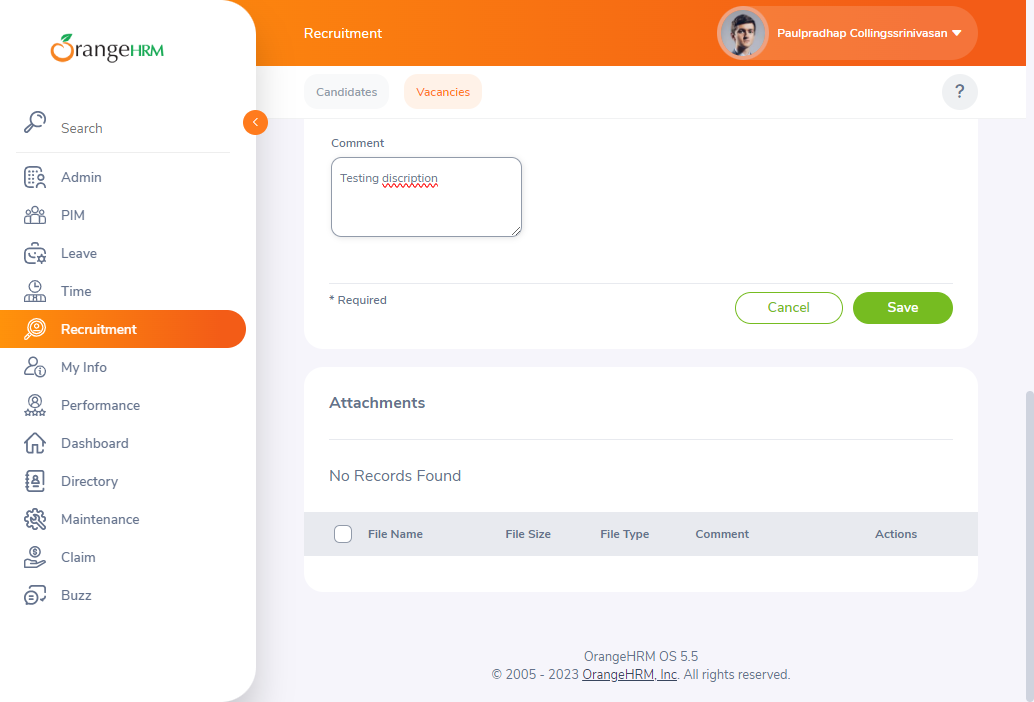 OrangeHRM
Search
Admin
PIM
Leave
Time
Recruitment
My Info
Performance
Dashboard
Directory
Maintenance
Claim
Buzz
Recruitment
Paulpradhap Collingssrinivasan
Candidates
Vacancies
?
Comment
Testing discription
* Required
Cancel
Save
Attachments
No Records Found
File Name File Size File Type Comment Actions
OrangeHRM OS 5.5
© 2005 - 2023 OrangeHRM, Inc. All rights reserved.